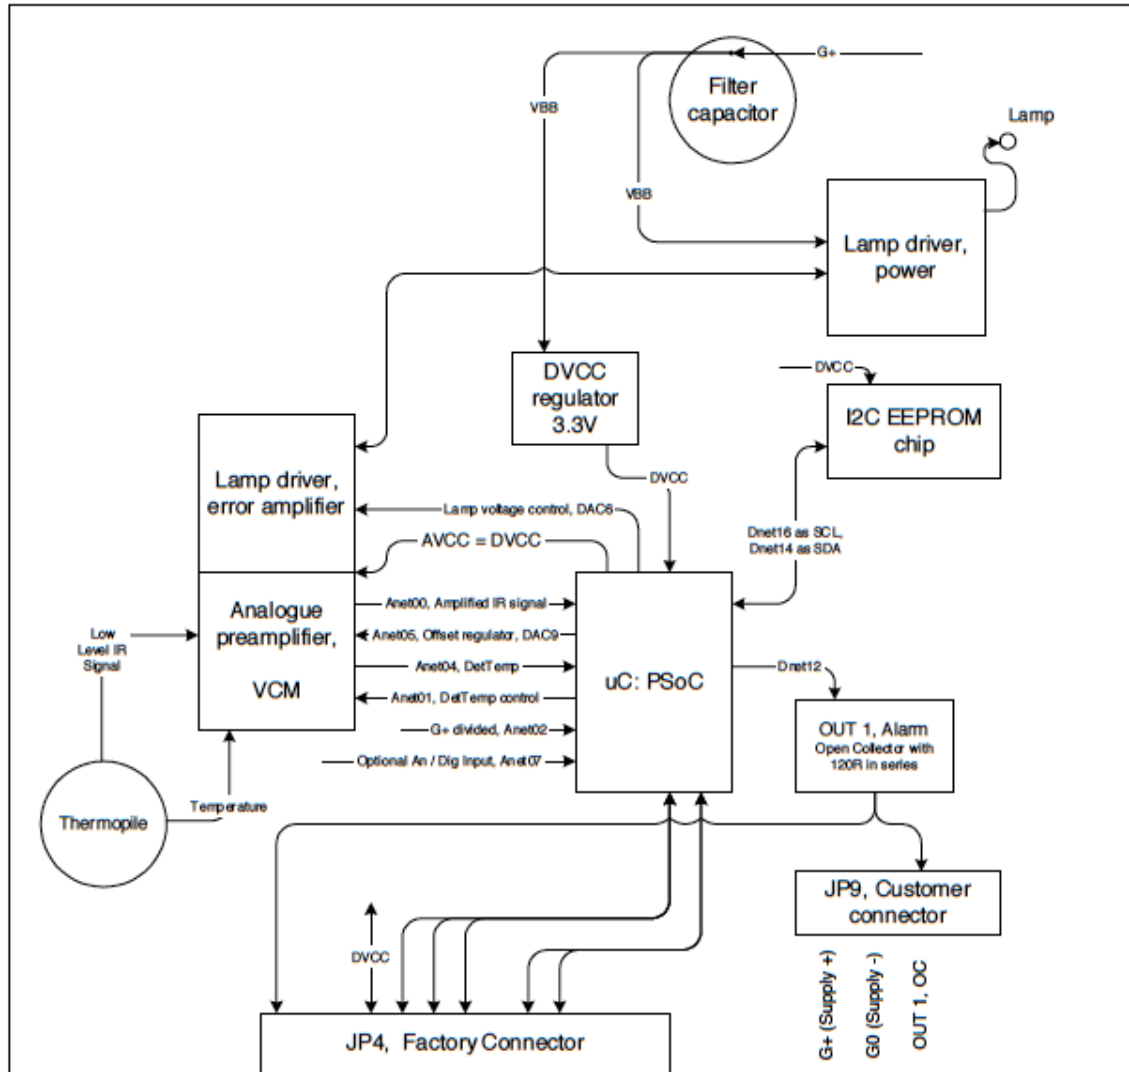 G+
Filter
capacitor
VBB
Lamp
VBB
Lamp driver,
power
DVCC
regulator
3.3V
DVCC
I2C EEPROM
chip
Lamp driver,
error amplifier
DVCC
Lamp voltage control, DAC6
Dnet16 as SCL,
Dnet14 as SDA
AVCC = DVCC
Analogue
preamplifier,
VCM
Anet00, Amplified IR signal
Low
Level IR
Signal
Anet05, Offset regulator, DAC9
Anet04, DetTemp
Anet01, DetTemp control
G+ divided, Anet02
Optional An / Dig Input, Anet07
uC: PSoC
Dnet12
OUT 1, Alarm
Open Collector with
120R in series
Temperature
Thermopile
JP9, Customer
connector
DVCC
G+ (Supply +)
G0 (Supply -)
OUT 1, OC
JP4, Factory Connector